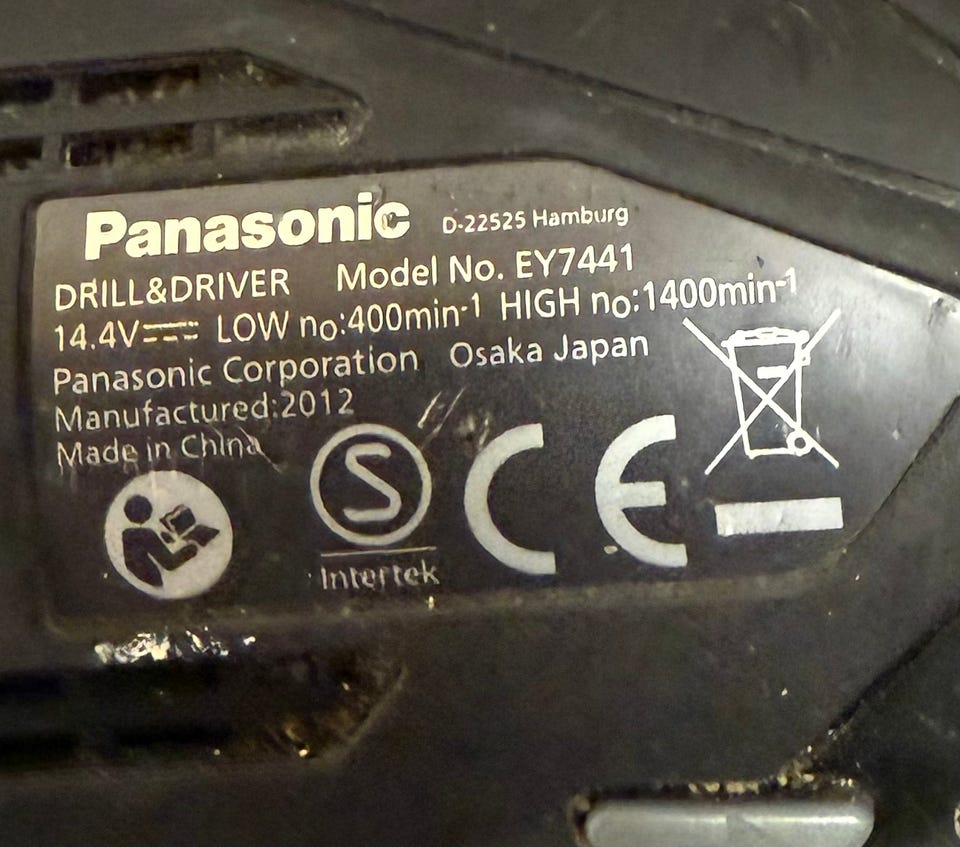 Panasonic D-22525 Hamburg
DRILL&DRIVER Model No. EY7441
14.4V⎓ LOW no:400min-1 HIGH no:1400min-1
Panasonic Corporation Osaka Japan
Manufactured:2012
Made in China
S CE
Intertek